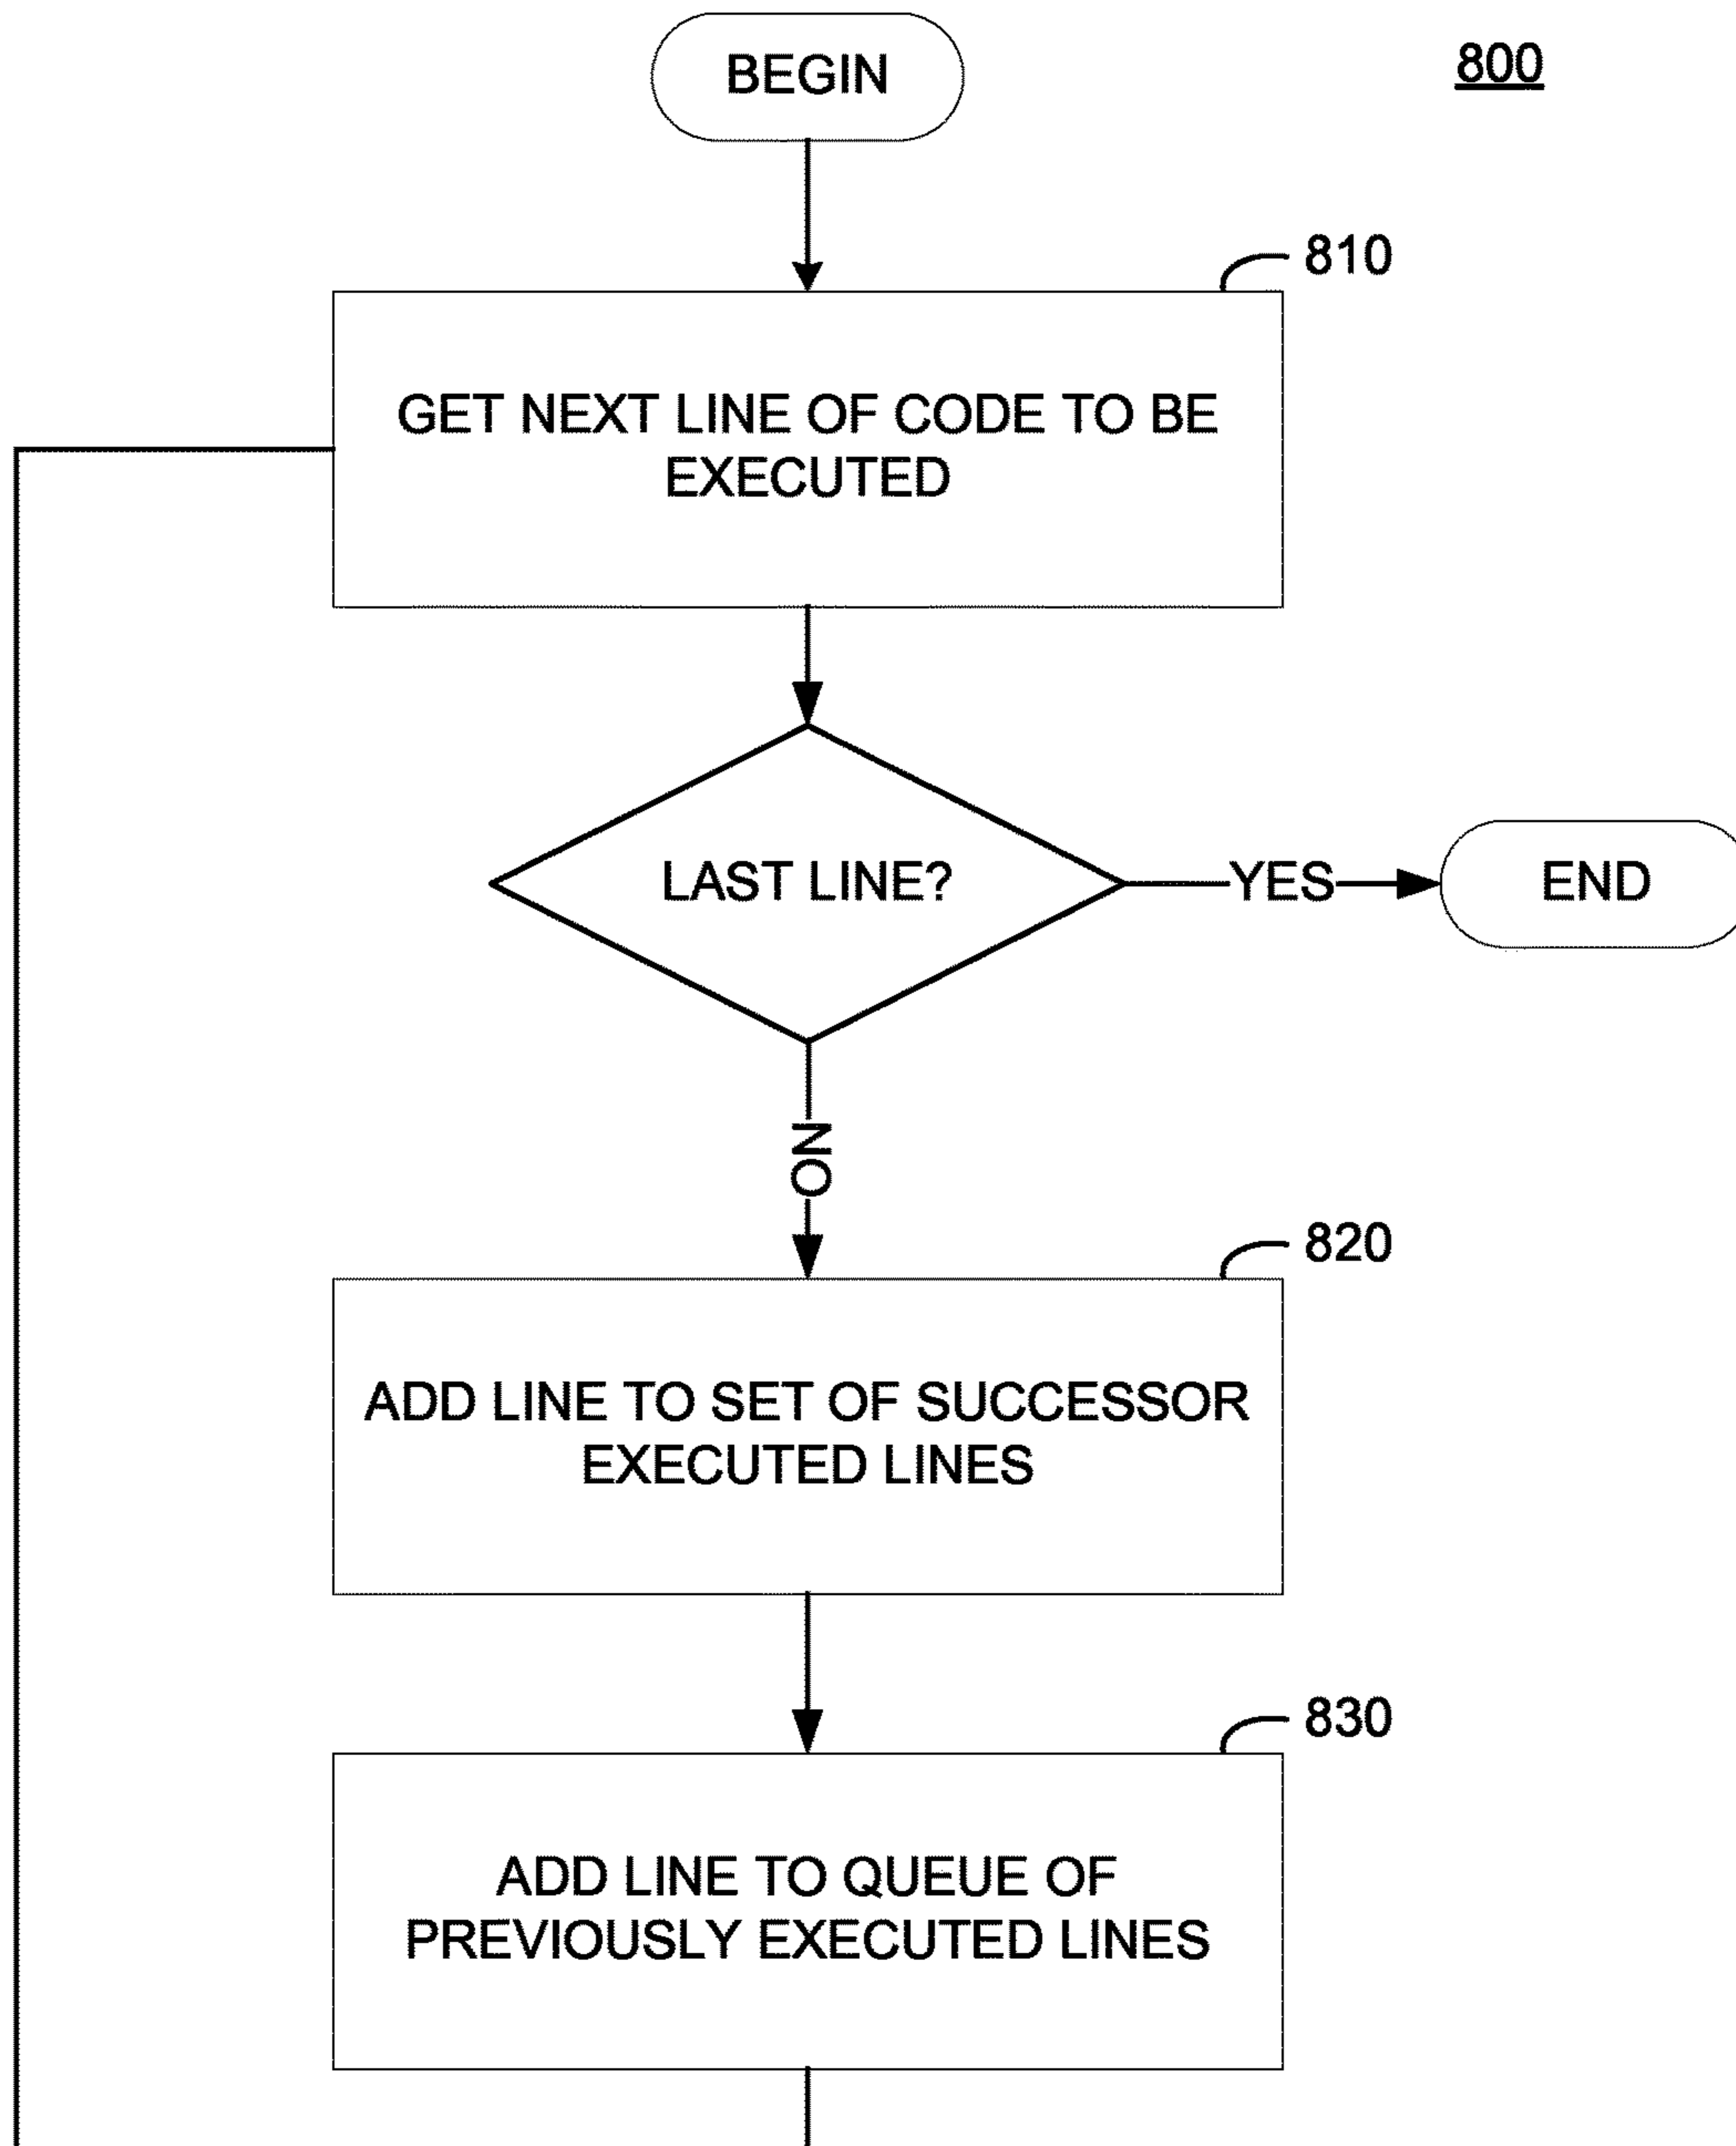 BEGIN
800
810
GET NEXT LINE OF CODE TO BE
EXECUTED
LAST LINE?
YES
END
NO
820
ADD LINE TO SET OF SUCCESSOR
EXECUTED LINES
830
ADD LINE TO QUEUE OF
PREVIOUSLY EXECUTED LINES